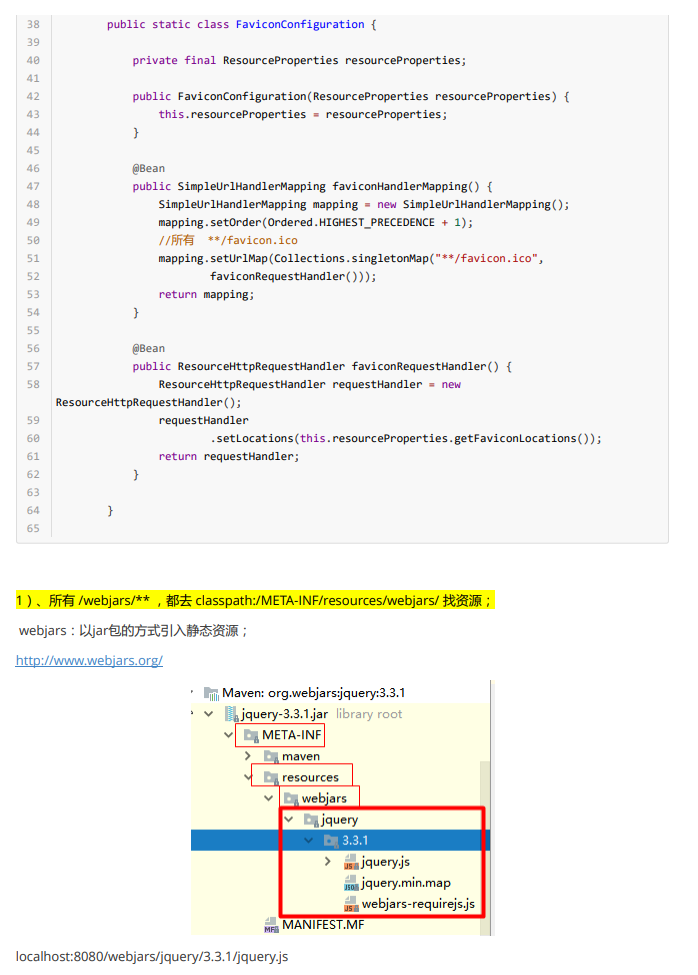 38 public static class FaviconConfiguration {
39
40 private final ResourceProperties resourceProperties;
41
42 public FaviconConfiguration(ResourceProperties resourceProperties) {
43 this.resourceProperties = resourceProperties;
44 }
45
46 @Bean
47 public SimpleUrlHandlerMapping faviconHandlerMapping() {
48 SimpleUrlHandlerMapping mapping = new SimpleUrlHandlerMapping();
49 mapping.setOrder(Ordered.HIGHEST_PRECEDENCE + 1);
50 //所有  **/favicon.ico
51 mapping.setUrlMap(Collections.singletonMap("**/favicon.ico",
52 faviconRequestHandler()));
53 return mapping;
54 }
55
56 @Bean
57 public ResourceHttpRequestHandler faviconRequestHandler() {
58 ResourceHttpRequestHandler requestHandler = new
ResourceHttpRequestHandler();
59 requestHandler
60 .setLocations(this.resourceProperties.getFaviconLocations());
61 return requestHandler;
62 }
63
64 }
65
1）、所有 /webjars/** ，都去 classpath:/META-INF/resources/webjars/ 找资源；
webjars：以jar包的方式引入静态资源；
http://www.webjars.org/
Maven: org.webjars:jquery:3.3.1
jquery-3.3.1.jar library root
META-INF
maven
resources
webjars
jquery
3.3.1
jquery.js
jquery.min.map
webjars-requirejs.js
MANIFEST.MF
localhost:8080/webjars/jquery/3.3.1/jquery.js